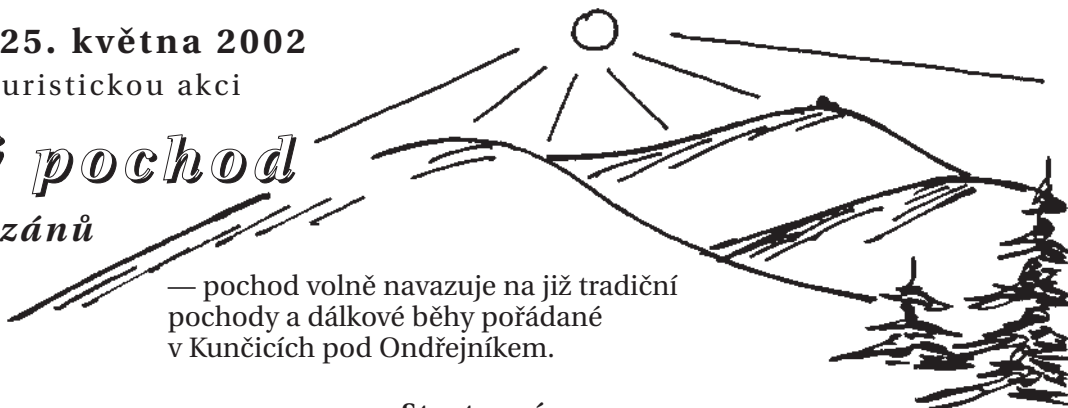 25. května 2002
uristickou akci
pochod
zánů
— pochod volně navazuje na již tradiční
pochody a dálkové běhy pořádané
v Kunčicích pod Ondřejníkem.